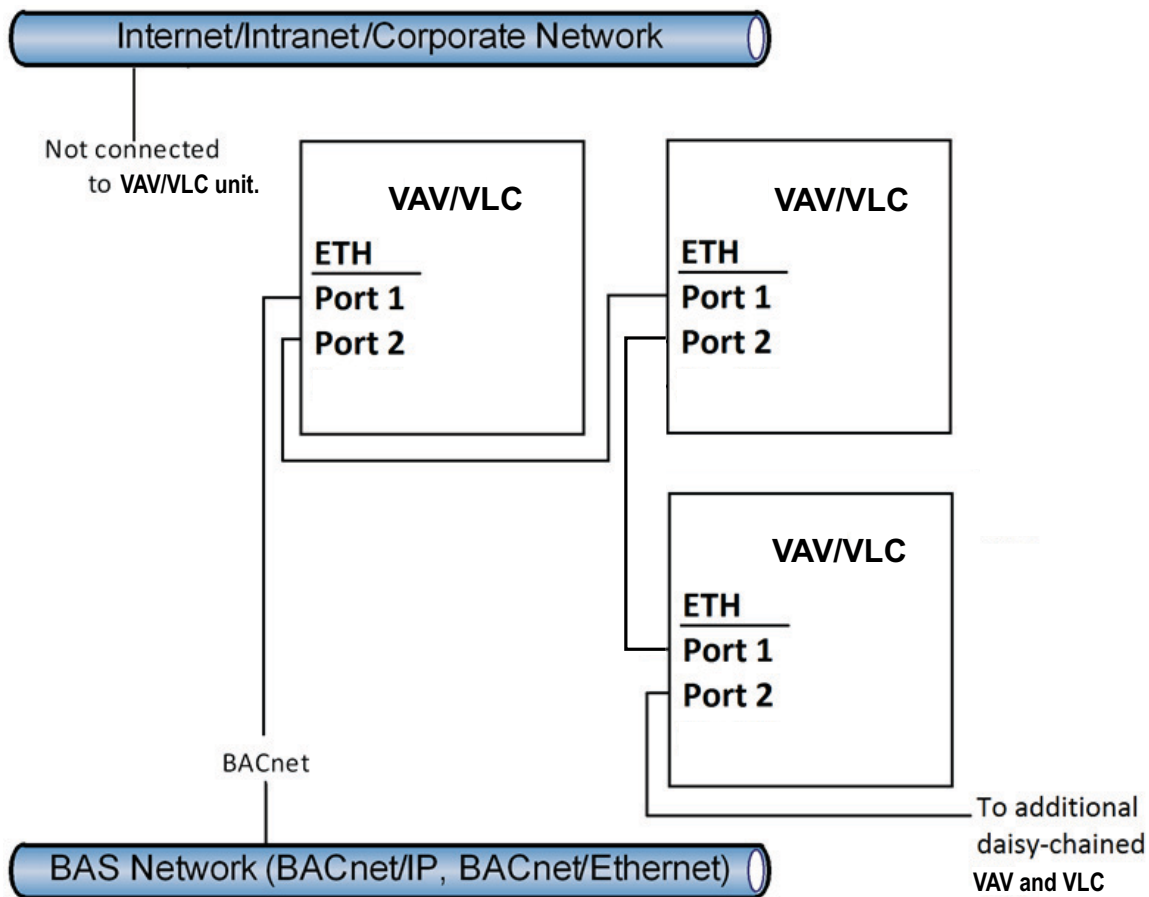 Internet/Intranet/Corporate Network
Not connected
to VAV/VLC unit.
VAV/VLC
ETH
Port 1
Port 2
VAV/VLC
ETH
Port 1
Port 2
VAV/VLC
ETH
Port 1
Port 2
BACnet
To additional
daisy-chained
VAV and VLC
BAS Network (BACnet/IP, BACnet/Ethernet)